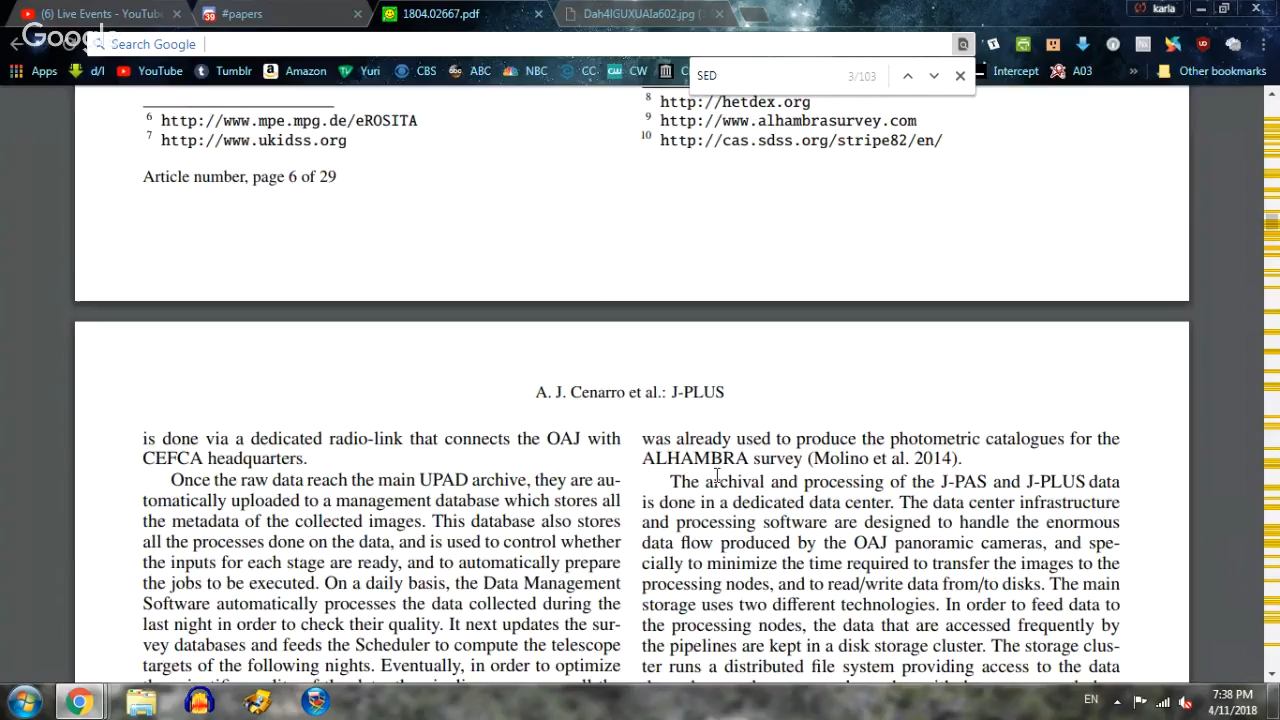 (6) Live Events - YouTube
#papers
1804.02667.pdf
Dah4IGUXUAIa602.jpg
karla
Google
Search Google
Apps
d/l
YouTube
Tumblr
Amazon
Yuri
CBS
ABC
NBC
CC
CW
C
Intercept
A03
»
Other bookmarks
SED 3/103
6 http://www.mpe.mpg.de/eROSITA
7 http://www.ukidss.org
Article number, page 6 of 29
8 http://hetdex.org
9 http://www.alhambrasurvey.com
10 http://cas.sdss.org/stripe82/en/
A. J. Cenarro et al.: J-PLUS
is done via a dedicated radio-link that connects the OAJ with
CEFCA headquarters.
Once the raw data reach the main UPAD archive, they are au-
tomatically uploaded to a management database which stores all
the metadata of the collected images. This database also stores
all the processes done on the data, and is used to control whether
the inputs for each stage are ready, and to automatically prepare
the jobs to be executed. On a daily basis, the Data Management
Software automatically processes the data collected during the
last night in order to check their quality. It next updates the sur-
vey databases and feeds the Scheduler to compute the telescope
targets of the following nights. Eventually, in order to optimize
was already used to produce the photometric catalogues for the
ALHAMBRA survey (Molino et al. 2014).
The archival and processing of the J-PAS and J-PLUS data
is done in a dedicated data center. The data center infrastructure
and processing software are designed to handle the enormous
data flow produced by the OAJ panoramic cameras, and spe-
cially to minimize the time required to transfer the images to the
processing nodes, and to read/write data from/to disks. The main
storage uses two different technologies. In order to feed data to
the processing nodes, the data that are accessed frequently by
the pipelines are kept in a disk storage cluster. The storage clus-
ter runs a distributed file system providing access to the data
EN
7:38 PM
4/11/2018